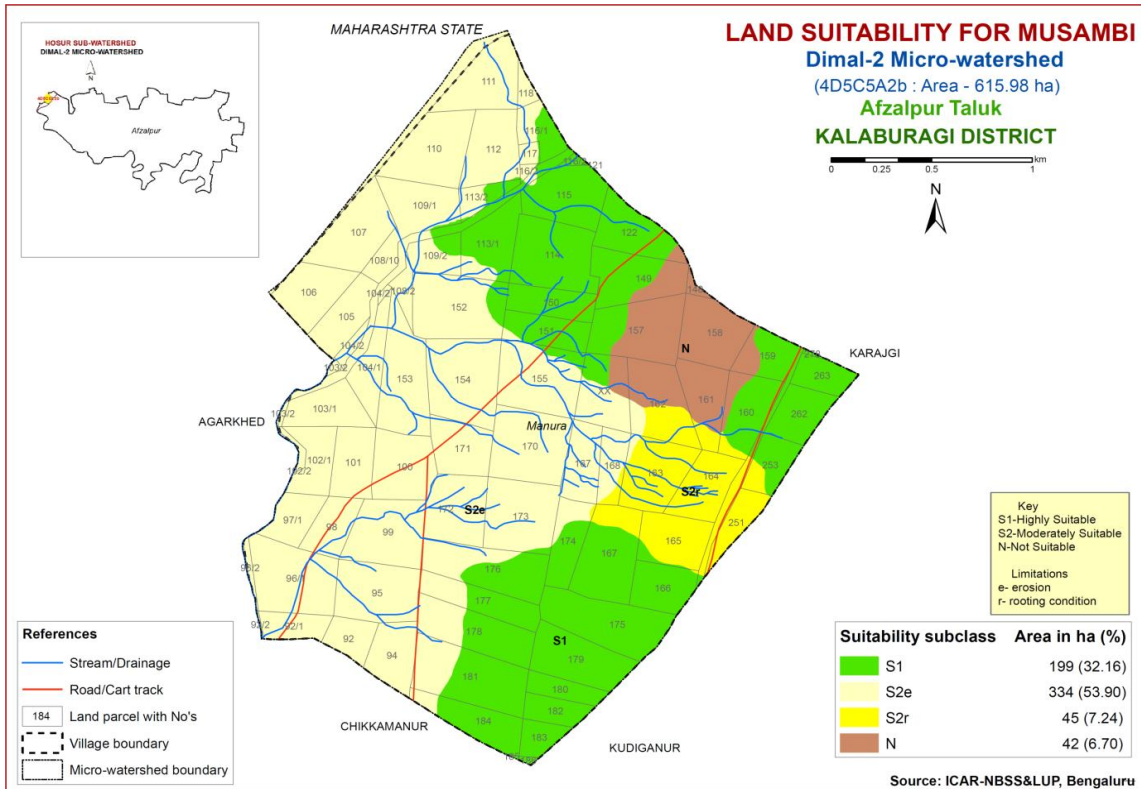 HOSUR SUB-WATERSHED
DIMAL-2 MICRO-WATERSHED
N
Afzalpur
MAHARASHTRA STATE
LAND SUITABILITY FOR MUSAMBI
Dimal-2 Micro-watershed
(4D5C5A2b : Area - 615.98 ha)
Afzalpur Taluk
KALABURAGI DISTRICT
0 0.25 0.5 1 km
N
111
118
116/1
110
112
117
121
115
113/2
109/1
122
107
113/1
109/2
114
108/10
149
106
104/2
150
152
105
157
158
151
N
159
KARAJGI
104/2
103/2
104/1
263
153
154
155
161
160
262
XX
103/2
103/1
AGARKHED
Manura
171
170
102/1
101
100
167
168
163
164
253
102/2
S2r
172
S2e
173
251
97/1
98
99
174
167
165
176
166
96/1
95
177
175
178
S1
92/1
92
179
94
181
180
182
184
183
CHIKKAMANUR
KUDIGANUR
Key
S1-Highly Suitable
S2-Moderately Suitable
N-Not Suitable
Limitations
e- erosion
r- rooting condition
References
Stream/Drainage
Road/Cart track
184 Land parcel with No's
Village boundary
Micro-watershed boundary
Suitability subclass Area in ha (%)
S1 199 (32.16)
S2e 334 (53.90)
S2r 45 (7.24)
N 42 (6.70)
Source: ICAR-NBSS&LUP, Bengaluru